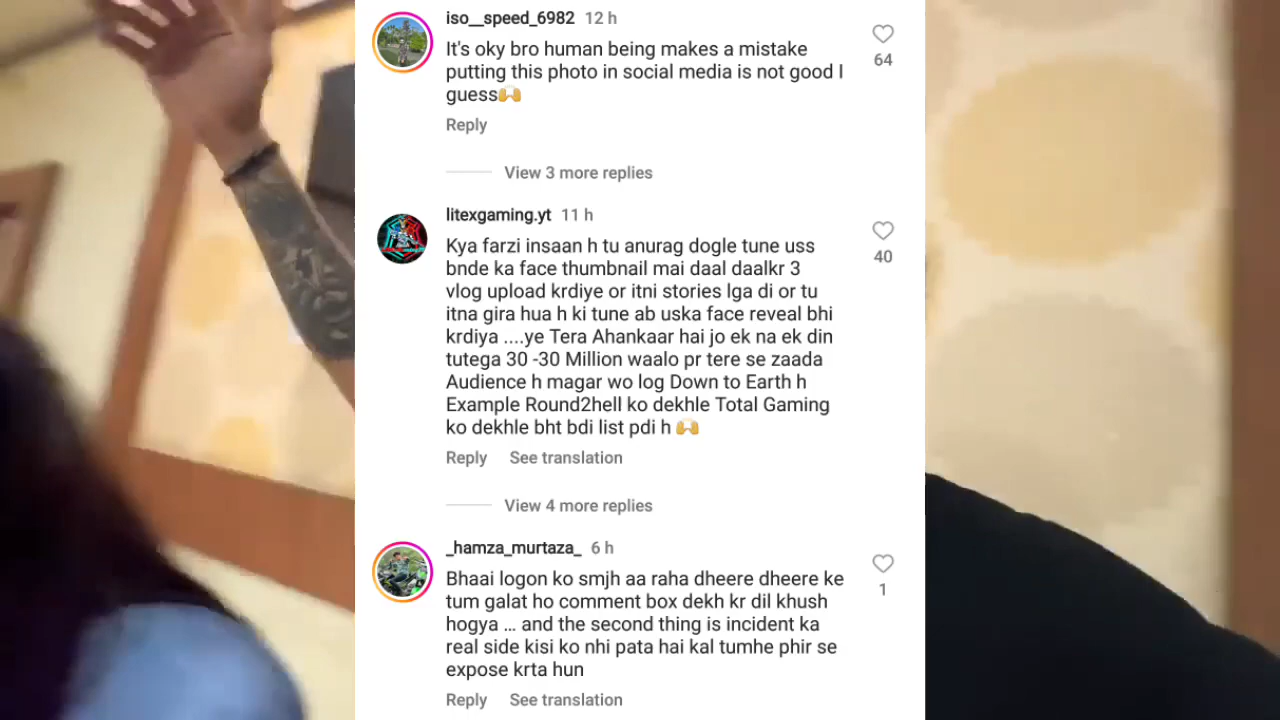 iso__speed_6982 12 h
It's oky bro human being makes a mistake
putting this photo in social media is not good I
guess🙌
64
Reply
View 3 more replies
litexgaming.yt 11 h
Kya farzi insaan h tu anurag dogle tune uss
bnde ka face thumbnail mai daal daalkr 3
vlog upload krdiye or itni stories lga di or tu
itna gira hua h ki tune ab uska face reveal bhi
krdiya ....ye Tera Ahankaar hai jo ek na ek din
tutega 30 -30 Million waalo pr tere se zaada
Audience h magar wo log Down to Earth h
Example Round2hell ko dekhle Total Gaming
ko dekhle bht bdi list pdi h 🙌
40
Reply See translation
View 4 more replies
_hamza_murtaza_ 6 h
Bhaai logon ko smjh aa raha dheere dheere ke
tum galat ho comment box dekh kr dil khush
hogya ... and the second thing is incident ka
real side kisi ko nhi pata hai kal tumhe phir se
expose krta hun
1
Reply See translation